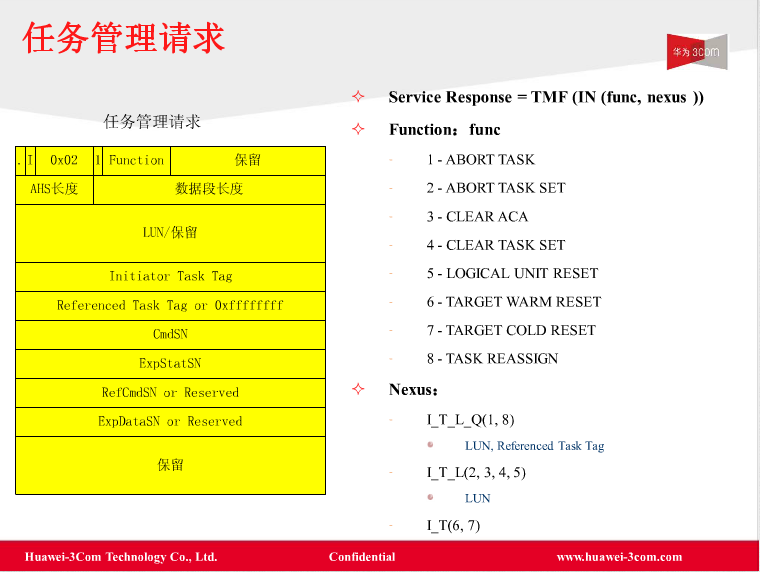 任务管理请求
华为3com
任务管理请求
. I 0x02 1 Function 保留
AHS长度 数据段长度
LUN/保留
Initiator Task Tag
Referenced Task Tag or 0xffffffff
CmdSN
ExpStatSN
RefCmdSN or Reserved
ExpDataSN or Reserved
保留
Service Response = TMF (IN (func, nexus ))
Function：func
- 1 - ABORT TASK
- 2 - ABORT TASK SET
- 3 - CLEAR ACA
- 4 - CLEAR TASK SET
- 5 - LOGICAL UNIT RESET
- 6 - TARGET WARM RESET
- 7 - TARGET COLD RESET
- 8 - TASK REASSIGN
Nexus：
- I_T_L_Q(1, 8)
LUN, Referenced Task Tag
- I_T_L(2, 3, 4, 5)
LUN
- I_T(6, 7)
Huawei-3Com Technology Co., Ltd. Confidential www.huawei-3com.com